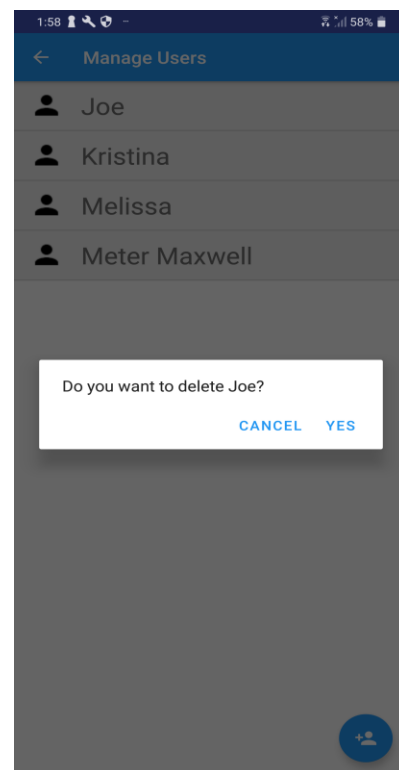 1:58 58%
Manage Users
Joe
Kristina
Melissa
Meter Maxwell
Do you want to delete Joe?
CANCEL YES